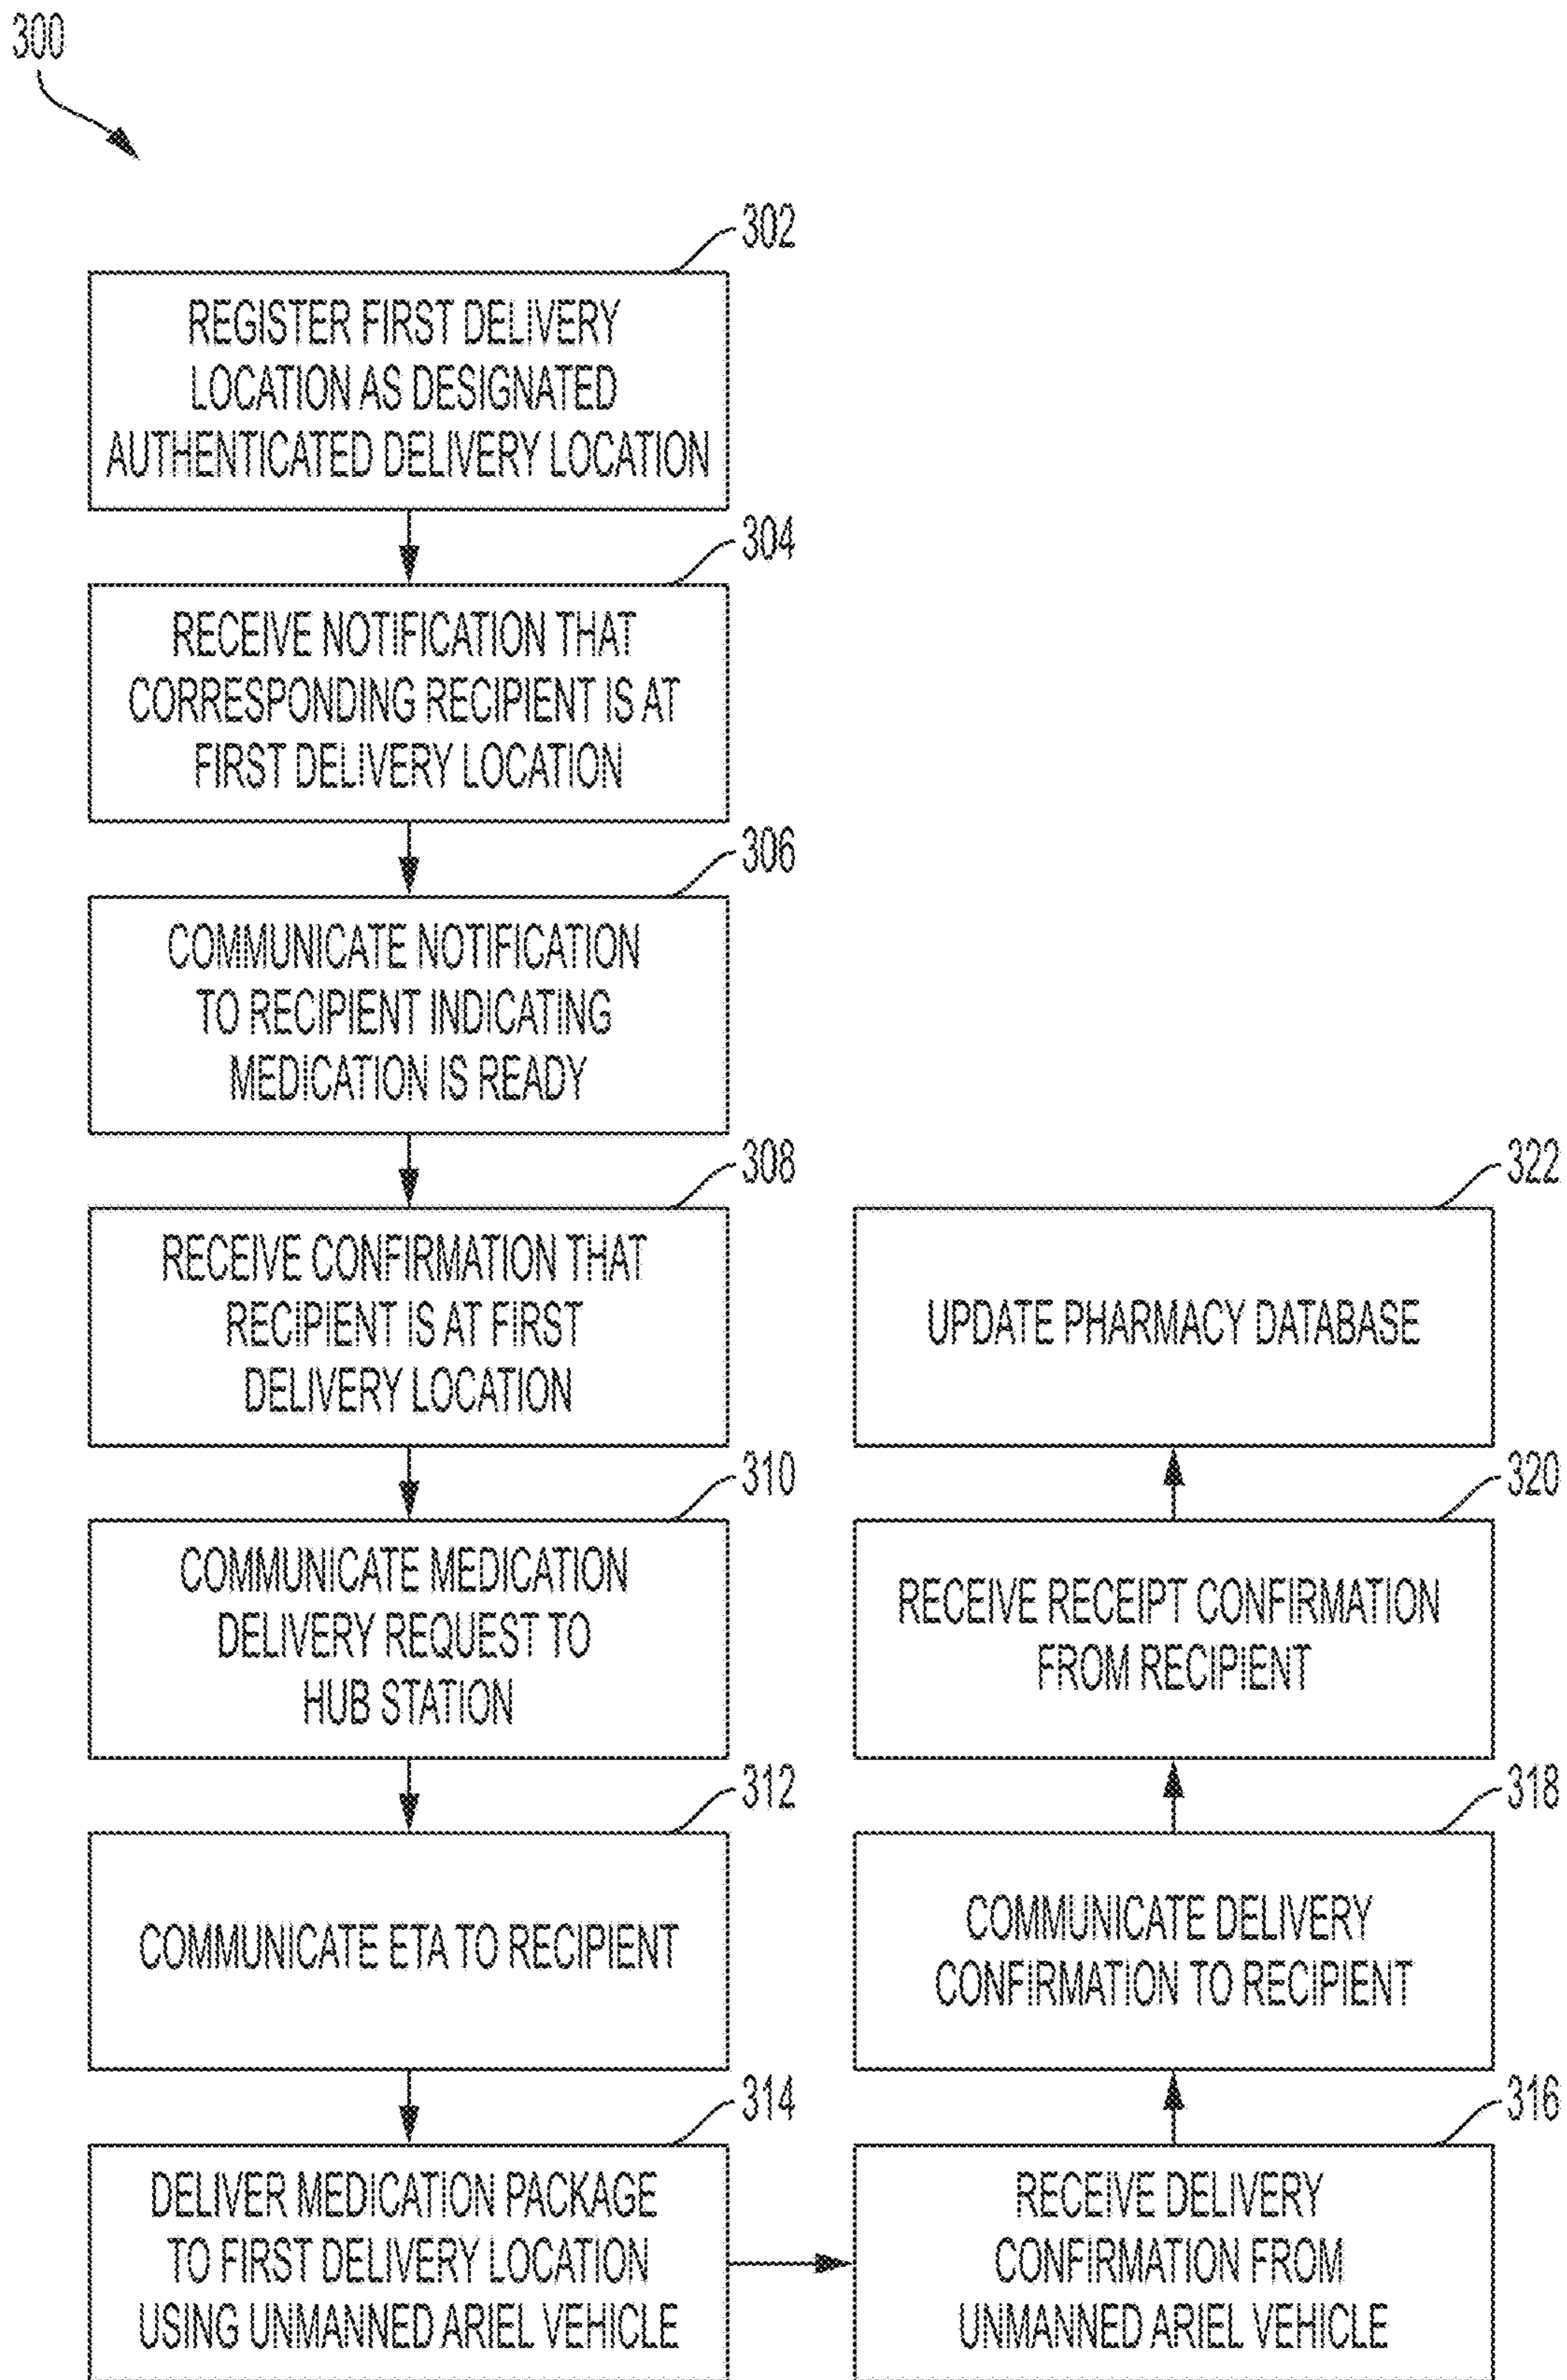 300
302
REGISTER FIRST DELIVERY
LOCATION AS DESIGNATED
AUTHENTICATED DELIVERY LOCATION
304
RECEIVE NOTIFICATION THAT
CORRESPONDING RECIPIENT IS AT
FIRST DELIVERY LOCATION
306
COMMUNICATE NOTIFICATION
TO RECIPIENT INDICATING
MEDICATION IS READY
308
RECEIVE CONFIRMATION THAT
RECIPIENT IS AT FIRST
DELIVERY LOCATION
310
COMMUNICATE MEDICATION
DELIVERY REQUEST TO
HUB STATION
312
COMMUNICATE ETA TO RECIPIENT
314
DELIVER MEDICATION PACKAGE
TO FIRST DELIVERY LOCATION
USING UNMANNED ARIEL VEHICLE
316
RECEIVE DELIVERY
CONFIRMATION FROM
UNMANNED ARIEL VEHICLE
318
COMMUNICATE DELIVERY
CONFIRMATION TO RECIPIENT
320
RECEIVE RECEIPT CONFIRMATION
FROM RECIPIENT
322
UPDATE PHARMACY DATABASE